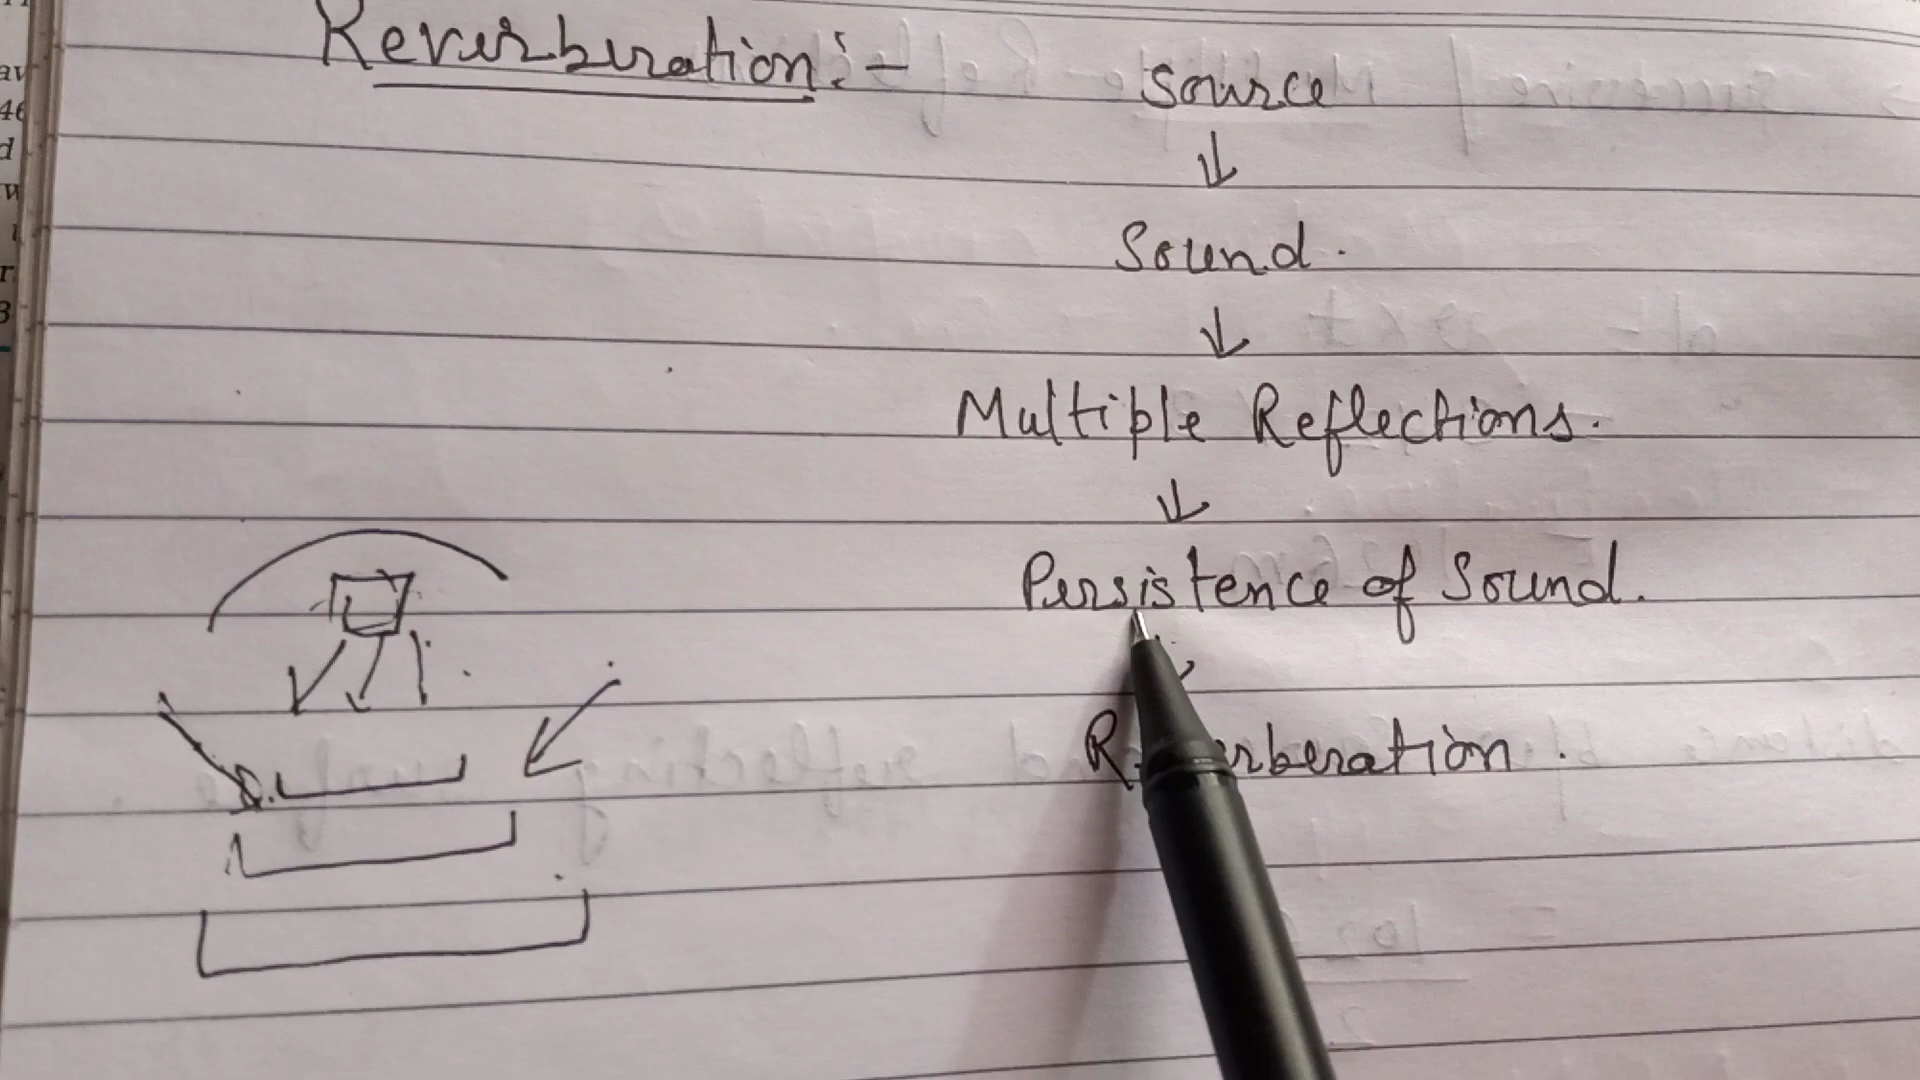 Reverberation:-
Source
↓
Sound.
↓
Multiple Reflections.
↓
Persistence of Sound.